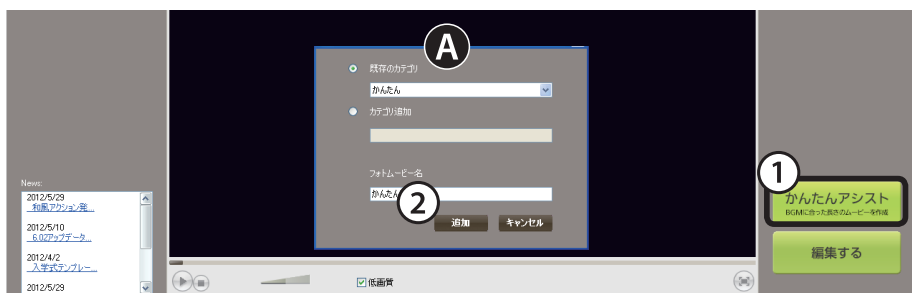 A
既存のカテゴリ
かんたん
カテゴリ追加
フォトムービー名
かんたん
2
追加
キャンセル
1
かんたんアシスト
BGMに合った長さのムービーを作成
編集する
News:
2012/5/29
和風アクション発...
2012/5/10
6.02アップデータ...
2012/4/2
入学式テンプレー...
2012/5/29
低画質